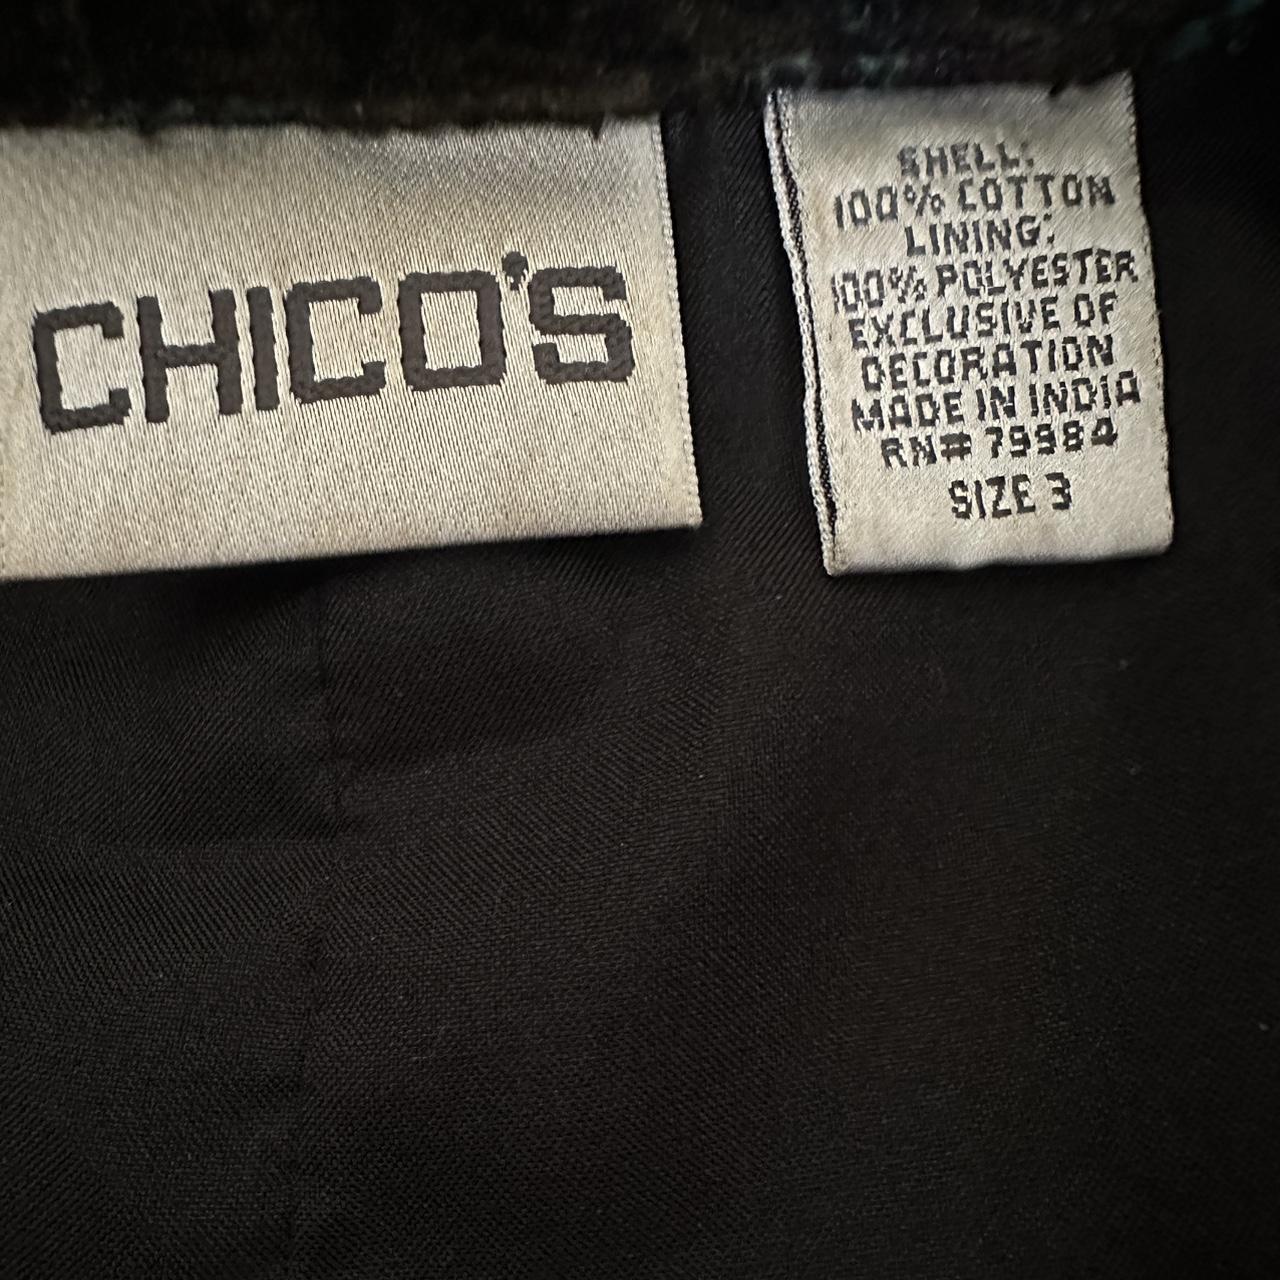 CHICO'S
SHELL:
100% COTTON
LINING:
100% POLYESTER
EXCLUSIVE OF
DECORATION
MADE IN INDIA
RN# 79984
SIZE 3